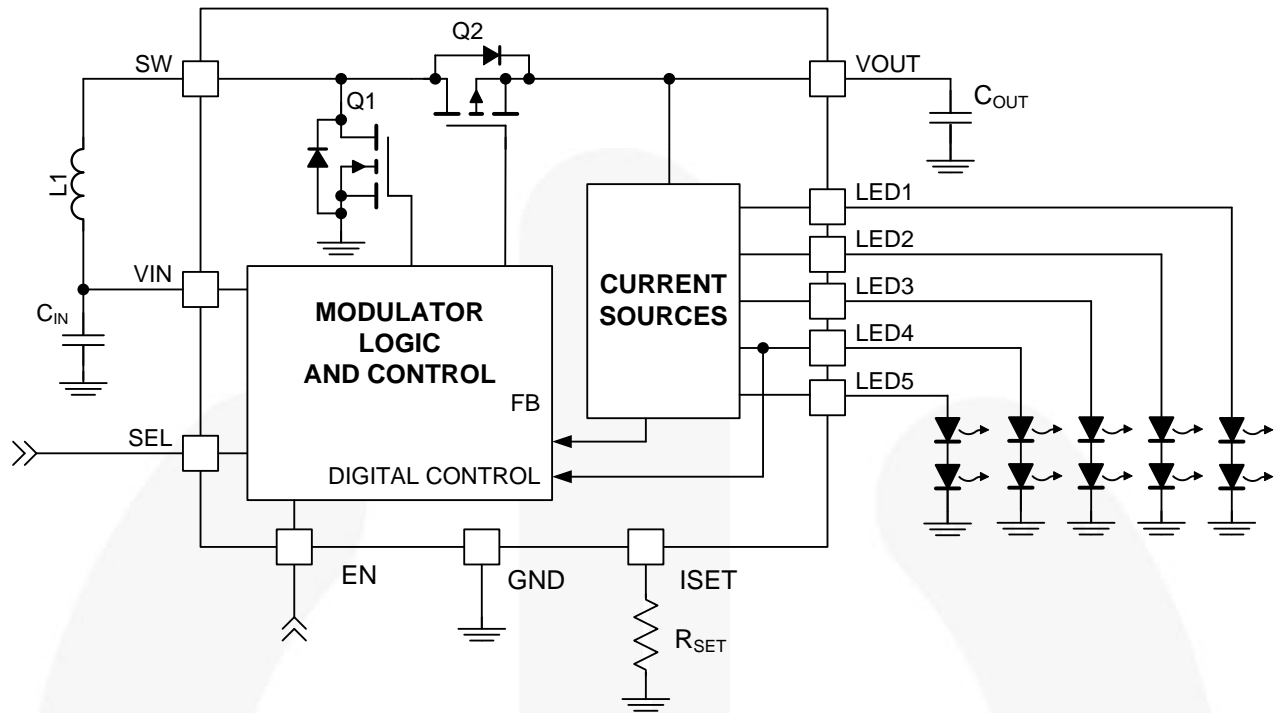 Q2
SW
VOUT
Q1
COUT
L1
LED1
LED2
VIN
CURRENT
SOURCES
LED3
CIN
MODULATOR
LOGIC
AND CONTROL
LED4
LED5
FB
SEL
DIGITAL CONTROL
EN
GND
ISET
RSET